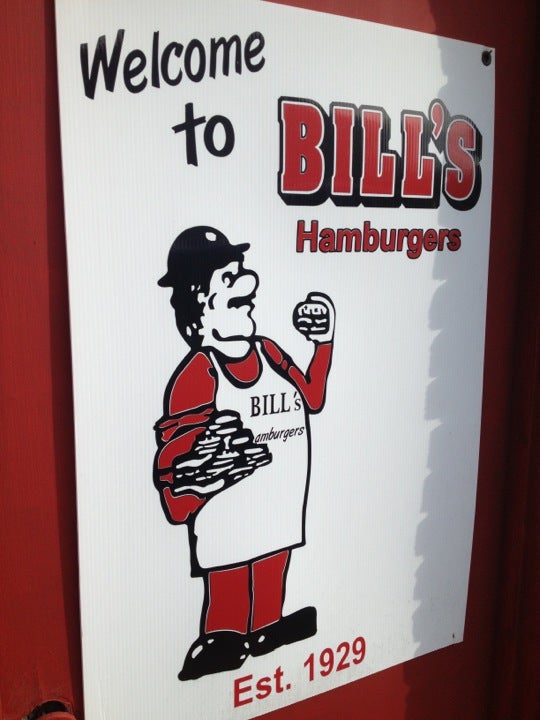 Welcome
to BILL'S
Hamburgers
BILL's
amburgers
Est. 1929